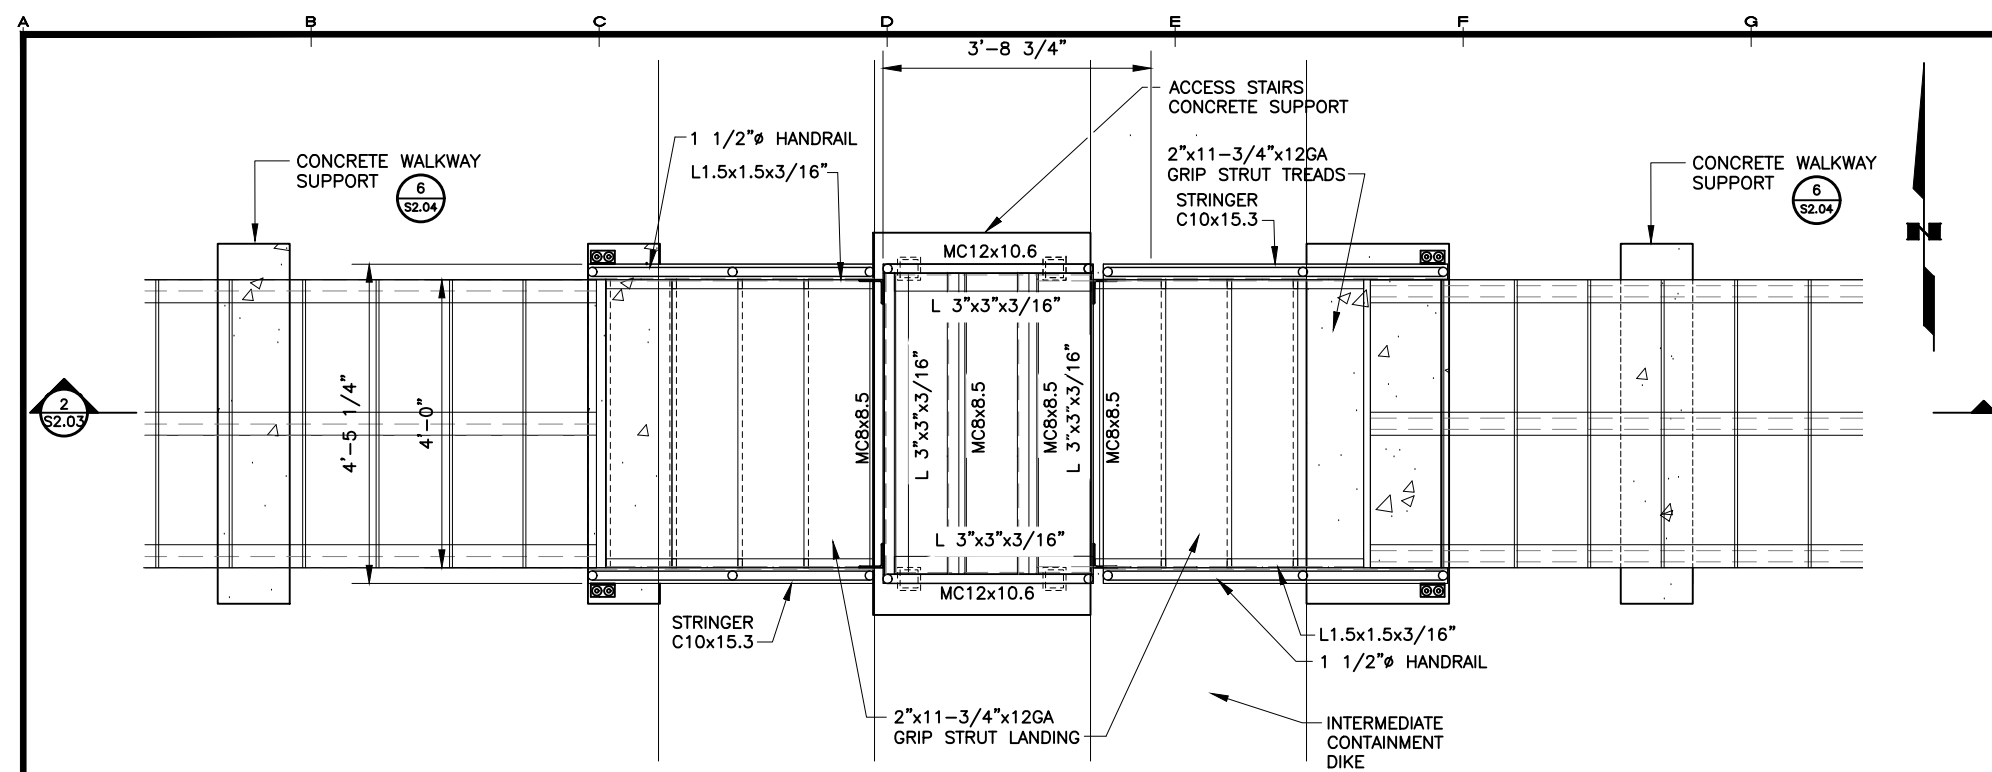 A B C D E F G
3'-8 3/4"
ACCESS STAIRS
CONCRETE SUPPORT
1 1/2"ø HANDRAIL
L1.5x1.5x3/16"
2"x11-3/4"x12GA
GRIP STRUT TREADS
STRINGER
C10x15.3
CONCRETE WALKWAY
SUPPORT
6
S2.04
CONCRETE WALKWAY
SUPPORT
6
S2.04
N
MC12x10.6
L 3"x3"x3/16"
2
S2.03
4'-5 1/4"
4'-0"
MC8x8.5
L 3"x3"x3/16"
MC8x8.5
MC8x8.5
L 3"x3"x3/16"
MC8x8.5
L 3"x3"x3/16"
MC12x10.6
STRINGER
C10x15.3
L1.5x1.5x3/16"
1 1/2"ø HANDRAIL
2"x11-3/4"x12GA
GRIP STRUT LANDING
INTERMEDIATE
CONTAINMENT
DIKE